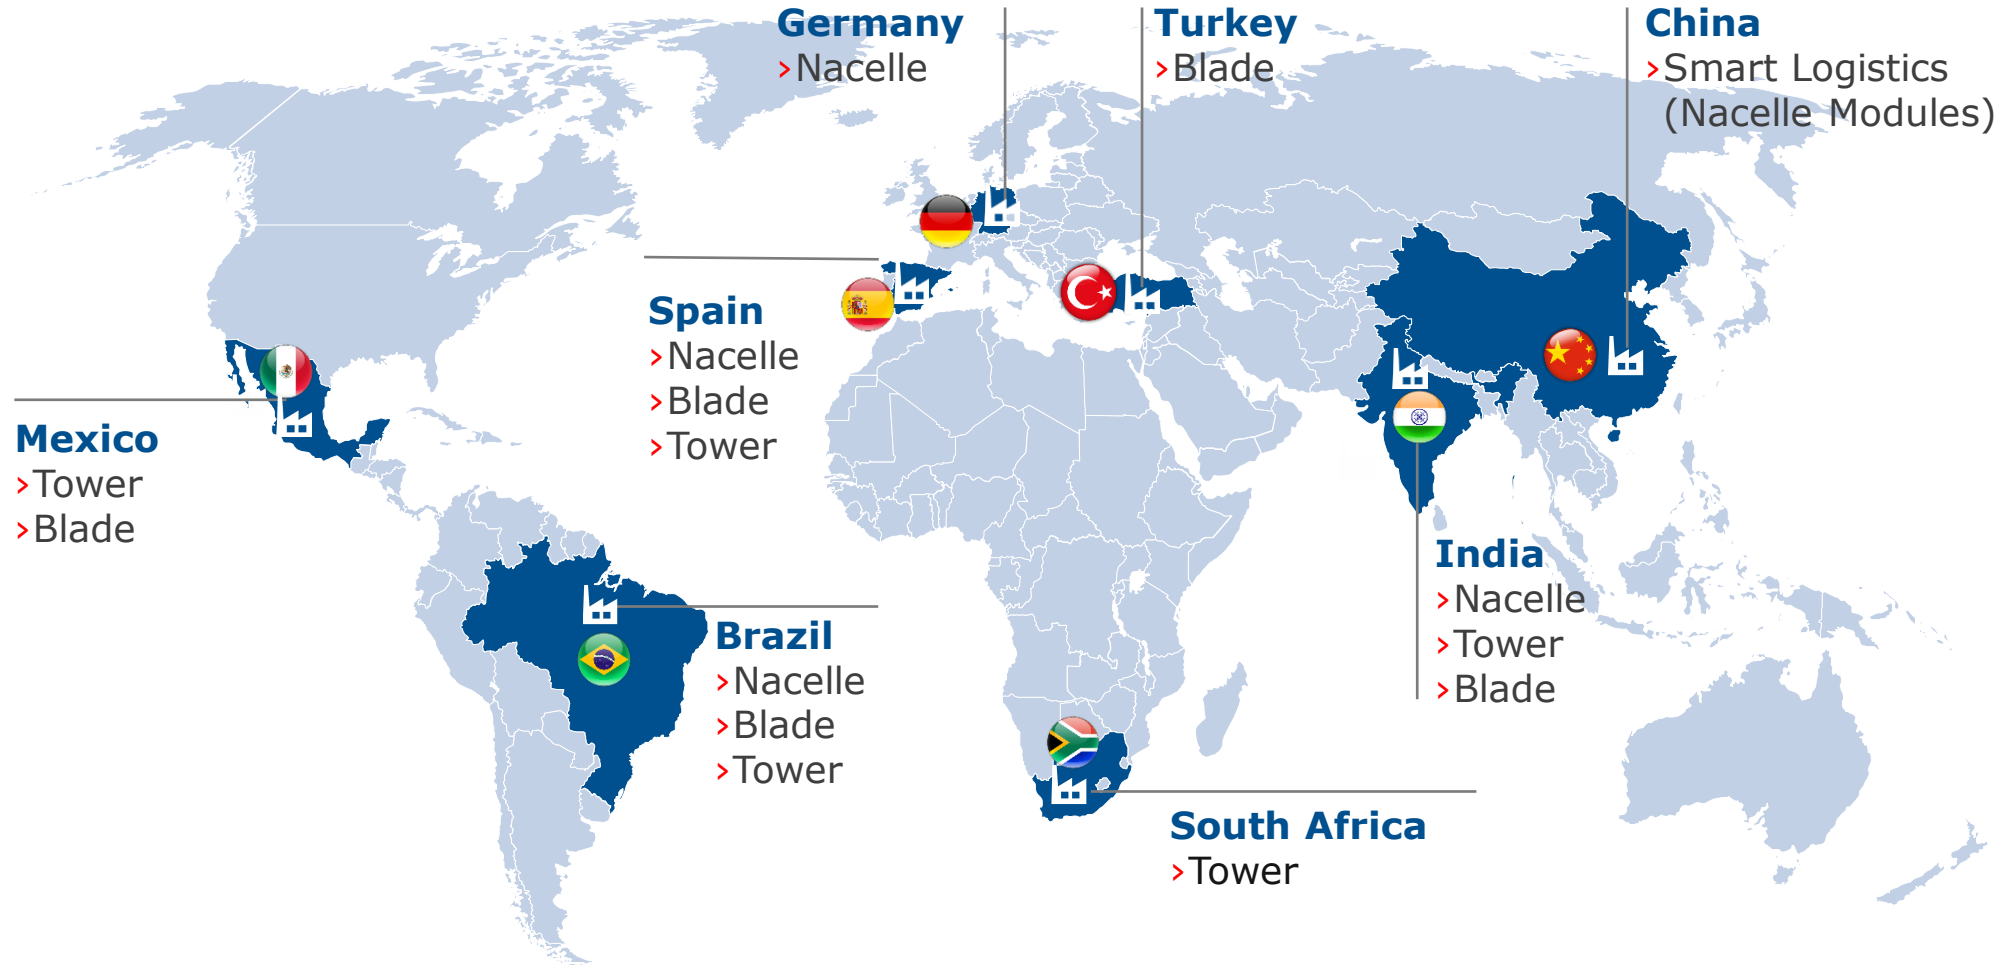 Germany
›Nacelle
Turkey
›Blade
China
›Smart Logistics
(Nacelle Modules)
Spain
›Nacelle
›Blade
›Tower
Mexico
›Tower
›Blade
Brazil
›Nacelle
›Blade
›Tower
India
›Nacelle
›Tower
›Blade
South Africa
›Tower